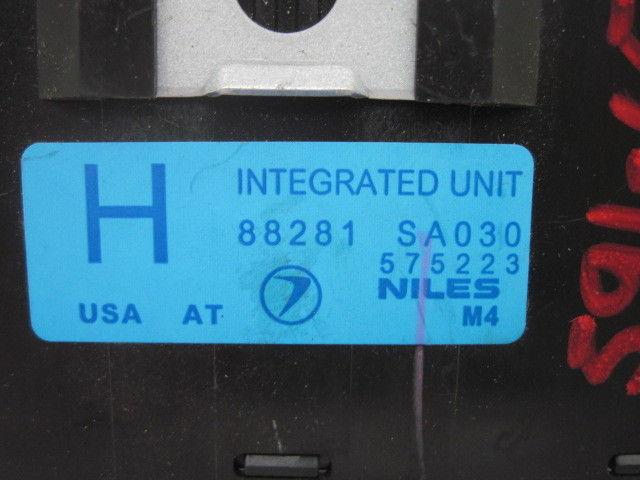 H
INTEGRATED UNIT
88281 SA030
575223
NILES
USA AT
M4